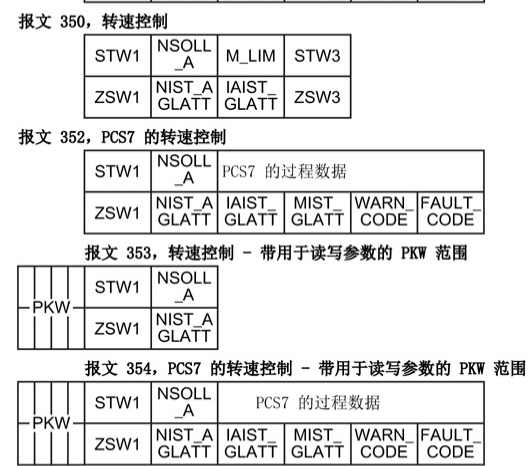 报文 350，转速控制
STW1 NSOLL_A M_LIM STW3
ZSW1 NIST_A GLATT IAIST_ GLATT ZSW3
报文 352，PCS7 的转速控制
STW1 NSOLL_A PCS7 的过程数据
ZSW1 NIST_A GLATT IAIST_ GLATT MIST_ GLATT WARN_ CODE FAULT_ CODE
报文 353，转速控制 - 带用于读写参数的 PKW 范围
PKW STW1 NSOLL_A
ZSW1 NIST_A GLATT
报文 354，PCS7 的转速控制 - 带用于读写参数的 PKW 范围
PKW STW1 NSOLL_A PCS7 的过程数据
ZSW1 NIST_A GLATT IAIST_ GLATT MIST_ GLATT WARN_ CODE FAULT_ CODE